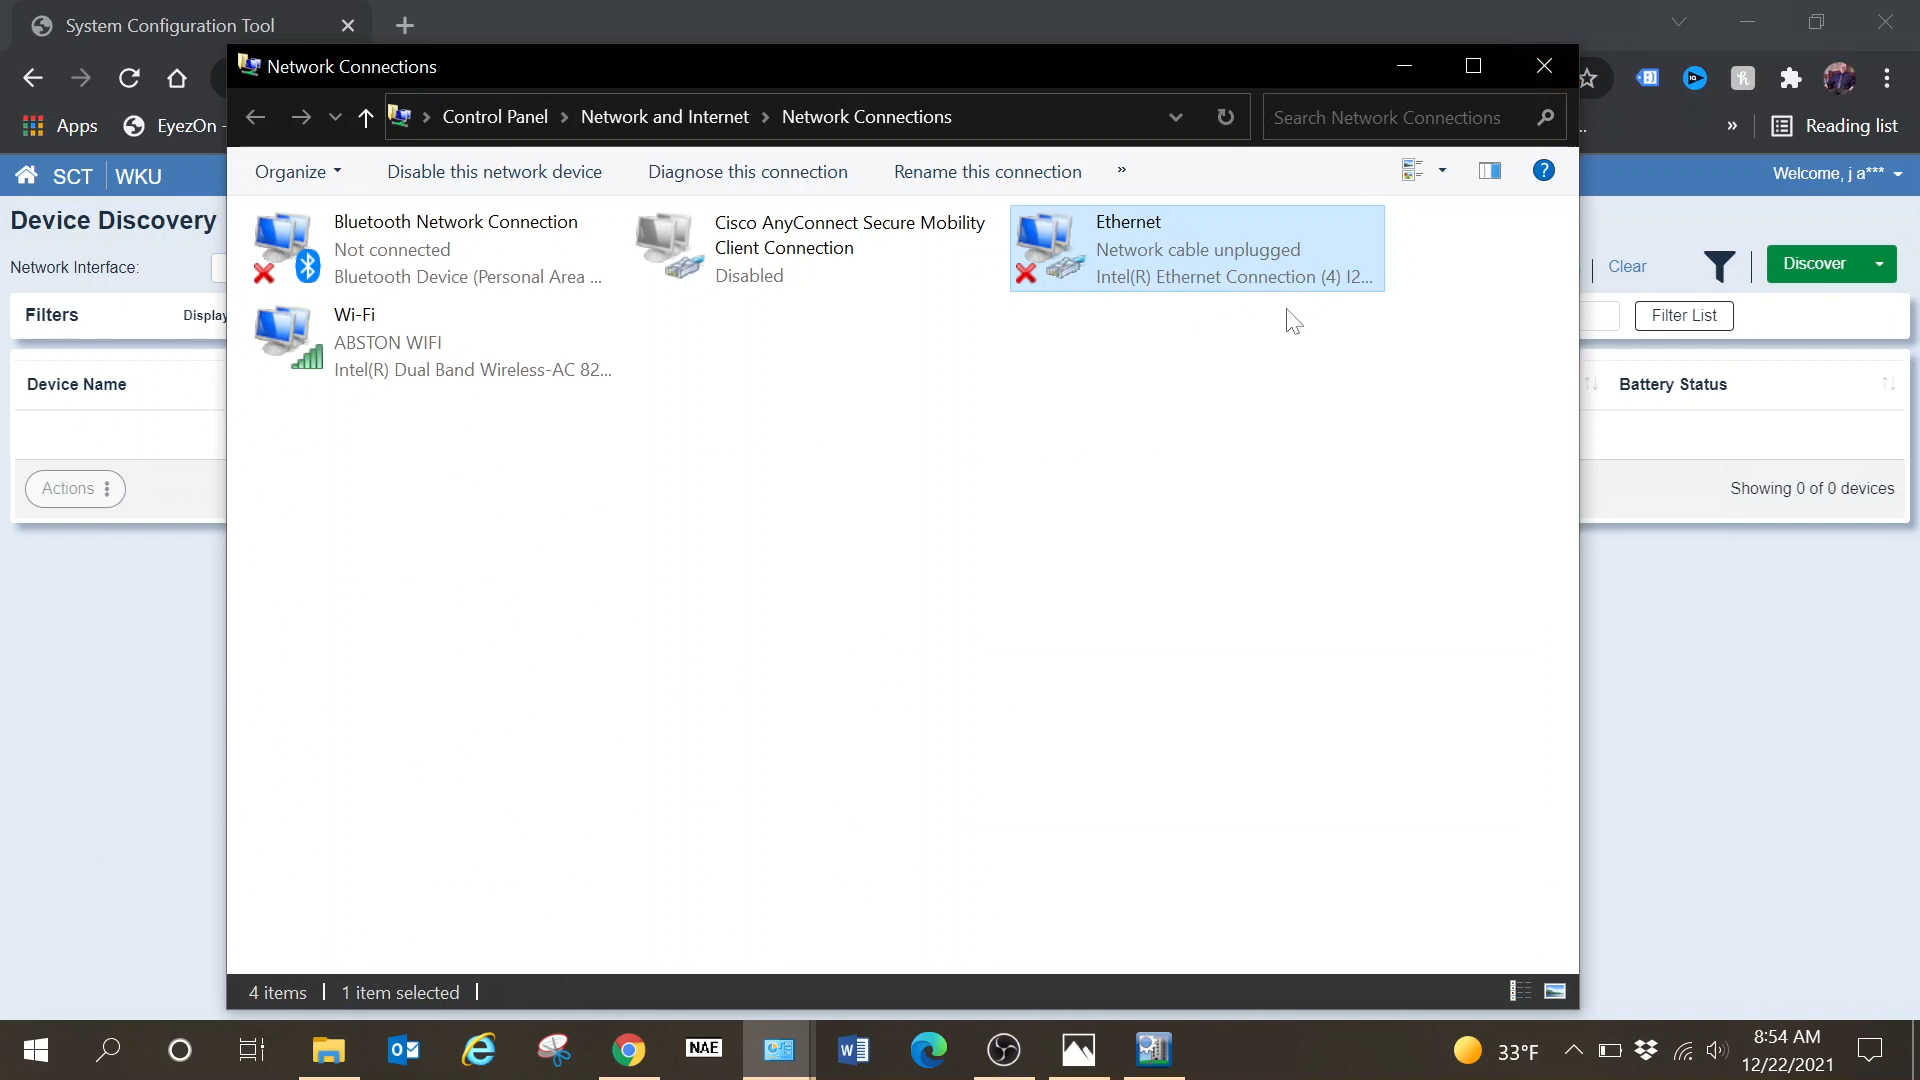 System Configuration Tool
Network Connections
Control Panel > Network and Internet > Network Connections
Search Network Connections
Apps
EyezOn -
...
»
Reading list
Organize
Disable this network device
Diagnose this connection
Rename this connection
»
SCT
WKU
Welcome, j a***
Device Discovery
Bluetooth Network Connection
Not connected
Bluetooth Device (Personal Area ...
Cisco AnyConnect Secure Mobility
Client Connection
Disabled
Ethernet
Network cable unplugged
Intel(R) Ethernet Connection (4) I2...
Network Interface:
Clear
Discover
Wi-Fi
ABSTON WIFI
Intel(R) Dual Band Wireless-AC 82...
Filters
Display
Filter List
Device Name
Battery Status
Actions
Showing 0 of 0 devices
4 items
1 item selected
NAE
33°F
8:54 AM
12/22/2021